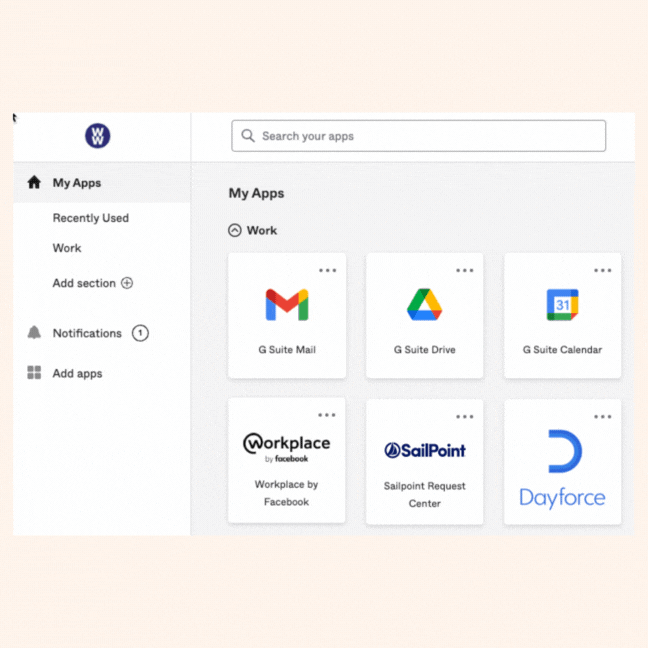 WW
Search your apps
My Apps
Recently Used
Work
Add section
Notifications 1
Add apps
My Apps
Work
G Suite Mail
31
G Suite Drive
G Suite Calendar
workplace
by facebook
Workplace by
Facebook
SailPoint
Sailpoint Request
Center
Dayforce